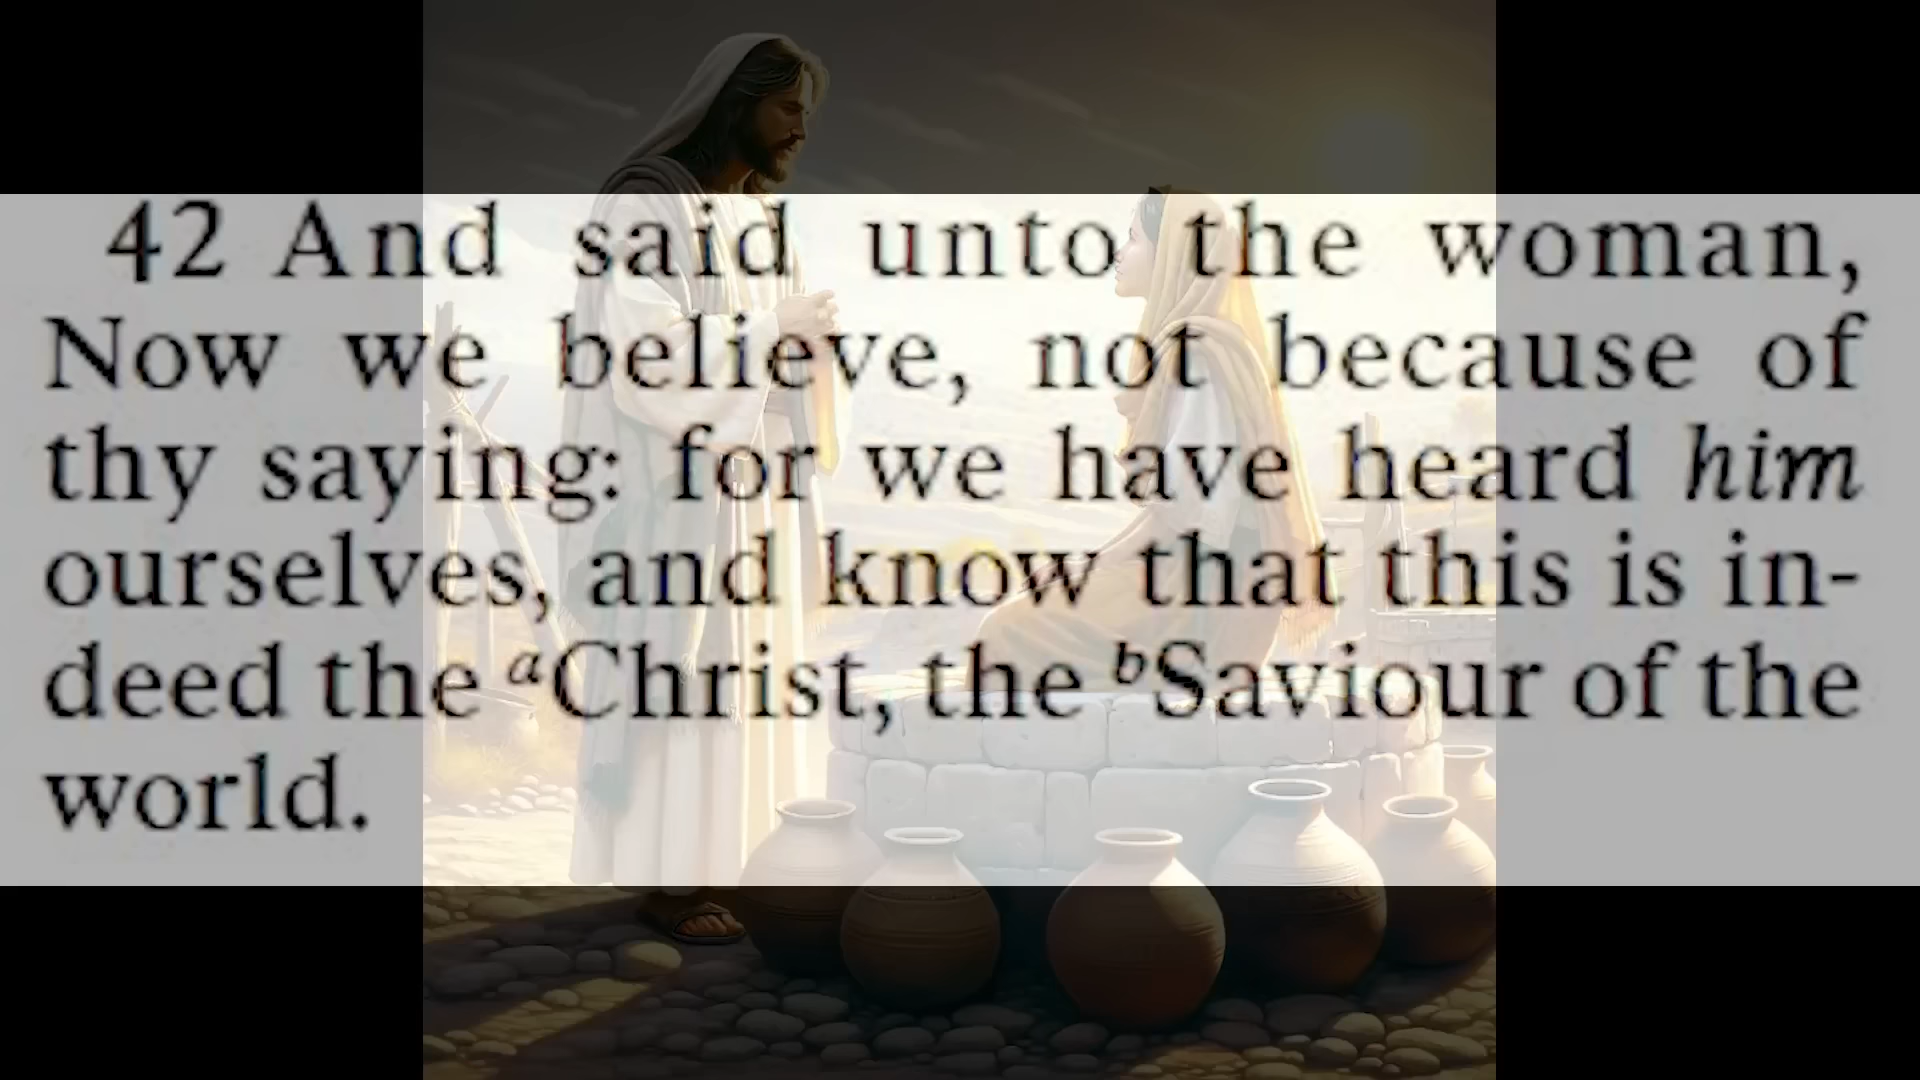 42 And said unto the woman,
Now we believe, not because of
thy saying: for we have heard him
ourselves, and know that this is in-
deed the aChrist, the bSaviour of the
world.